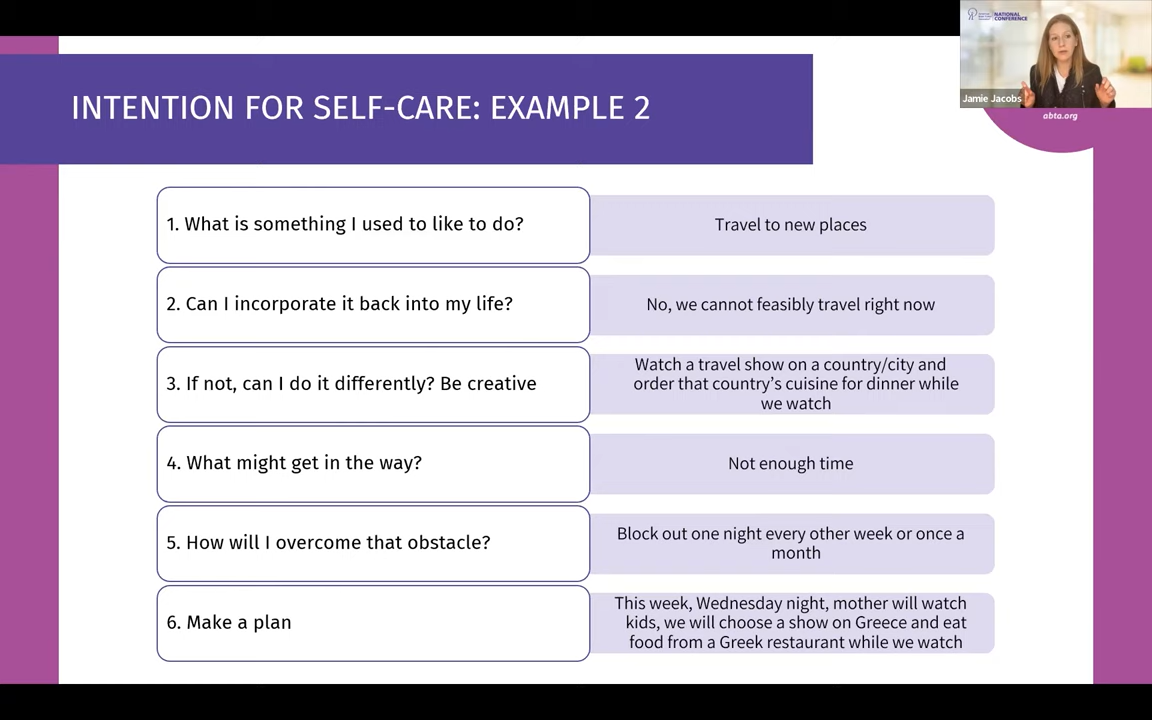 NATIONAL
CONFERENCE
Jamie Jacobs
abta.org
INTENTION FOR SELF-CARE: EXAMPLE 2
1. What is something I used to like to do?
Travel to new places
2. Can I incorporate it back into my life?
No, we cannot feasibly travel right now
3. If not, can I do it differently? Be creative
Watch a travel show on a country/city and
order that country's cuisine for dinner while
we watch
4. What might get in the way?
Not enough time
5. How will I overcome that obstacle?
Block out one night every other week or once a
month
6. Make a plan
This week, Wednesday night, mother will watch
kids, we will choose a show on Greece and eat
food from a Greek restaurant while we watch